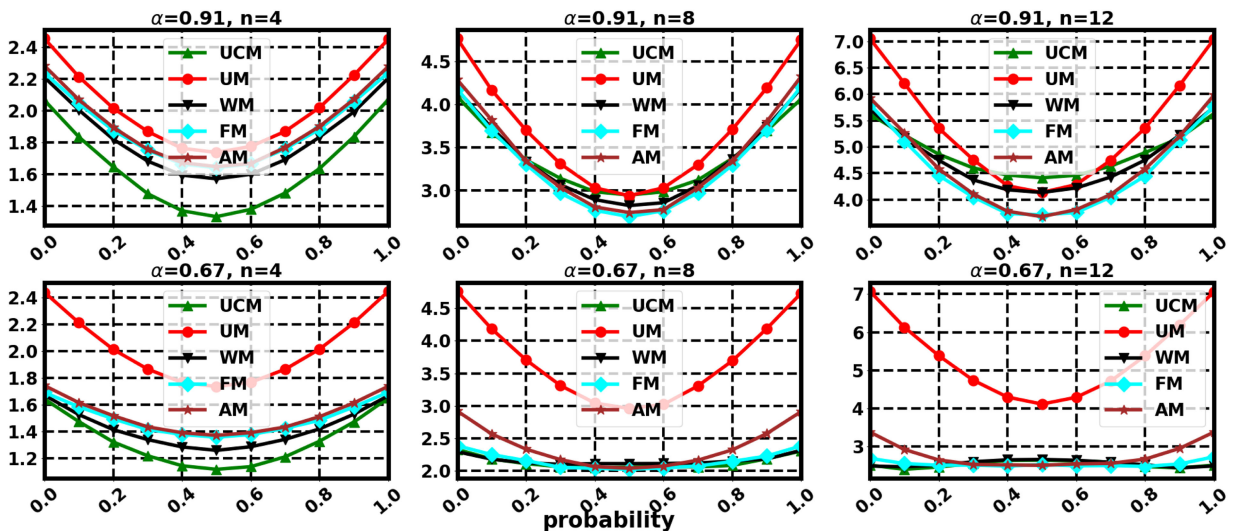 α=0.91, n=4
2.4
2.2
2.0
1.8
1.6
1.4
UCM
UM
WM
FM
AM
0.0 0.2 0.4 0.6 0.8 1.0
α=0.91, n=8
4.5
4.0
3.5
3.0
UCM
UM
WM
FM
AM
0.0 0.2 0.4 0.6 0.8 1.0
α=0.91, n=12
7.0
6.5
6.0
5.5
5.0
4.5
4.0
UCM
UM
WM
FM
AM
0.0 0.2 0.4 0.6 0.8 1.0
α=0.67, n=4
2.4
2.2
2.0
1.8
1.6
1.4
1.2
UCM
UM
WM
FM
AM
0.0 0.2 0.4 0.6 0.8 1.0
α=0.67, n=8
4.5
4.0
3.5
3.0
2.5
2.0
UCM
UM
WM
FM
AM
0.0 0.2 0.4 0.6 0.8 1.0
α=0.67, n=12
7
6
5
4
3
UCM
UM
WM
FM
AM
0.0 0.2 0.4 0.6 0.8 1.0
probability